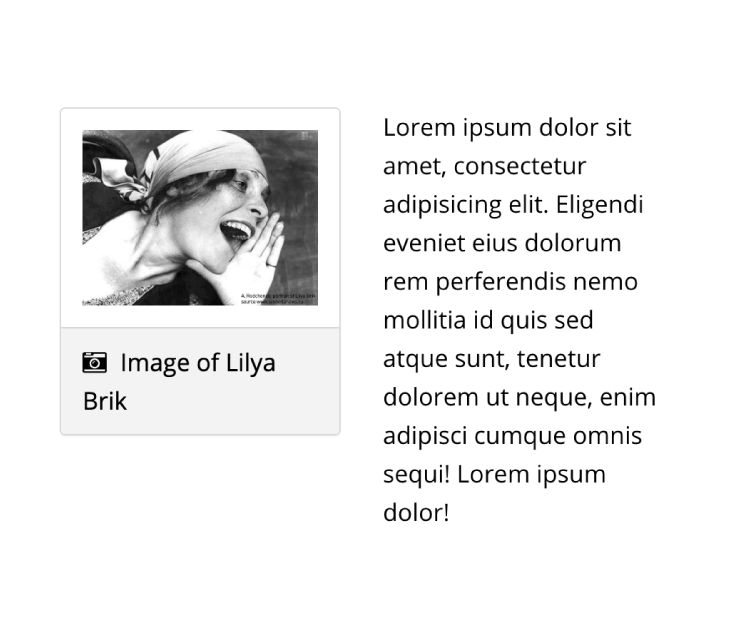 A. Rodchenko, portrait of Lilya Brik
Image of Lilya
Brik
Lorem ipsum dolor sit
amet, consectetur
adipisicing elit. Eligendi
eveniet eius dolorum
rem perferendis nemo
mollitia id quis sed
atque sunt, tenetur
dolorem ut neque, enim
adipisci cumque omnis
sequi! Lorem ipsum
dolor!